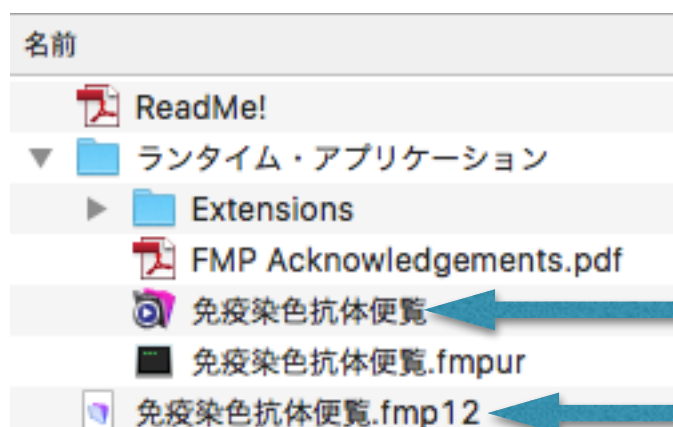 名前
ReadMe!
ランタイム・アプリケーション
Extensions
FMP Acknowledgements.pdf
免疫染色抗体便覧
免疫染色抗体便覧.fmpur
免疫染色抗体便覧.fmp12